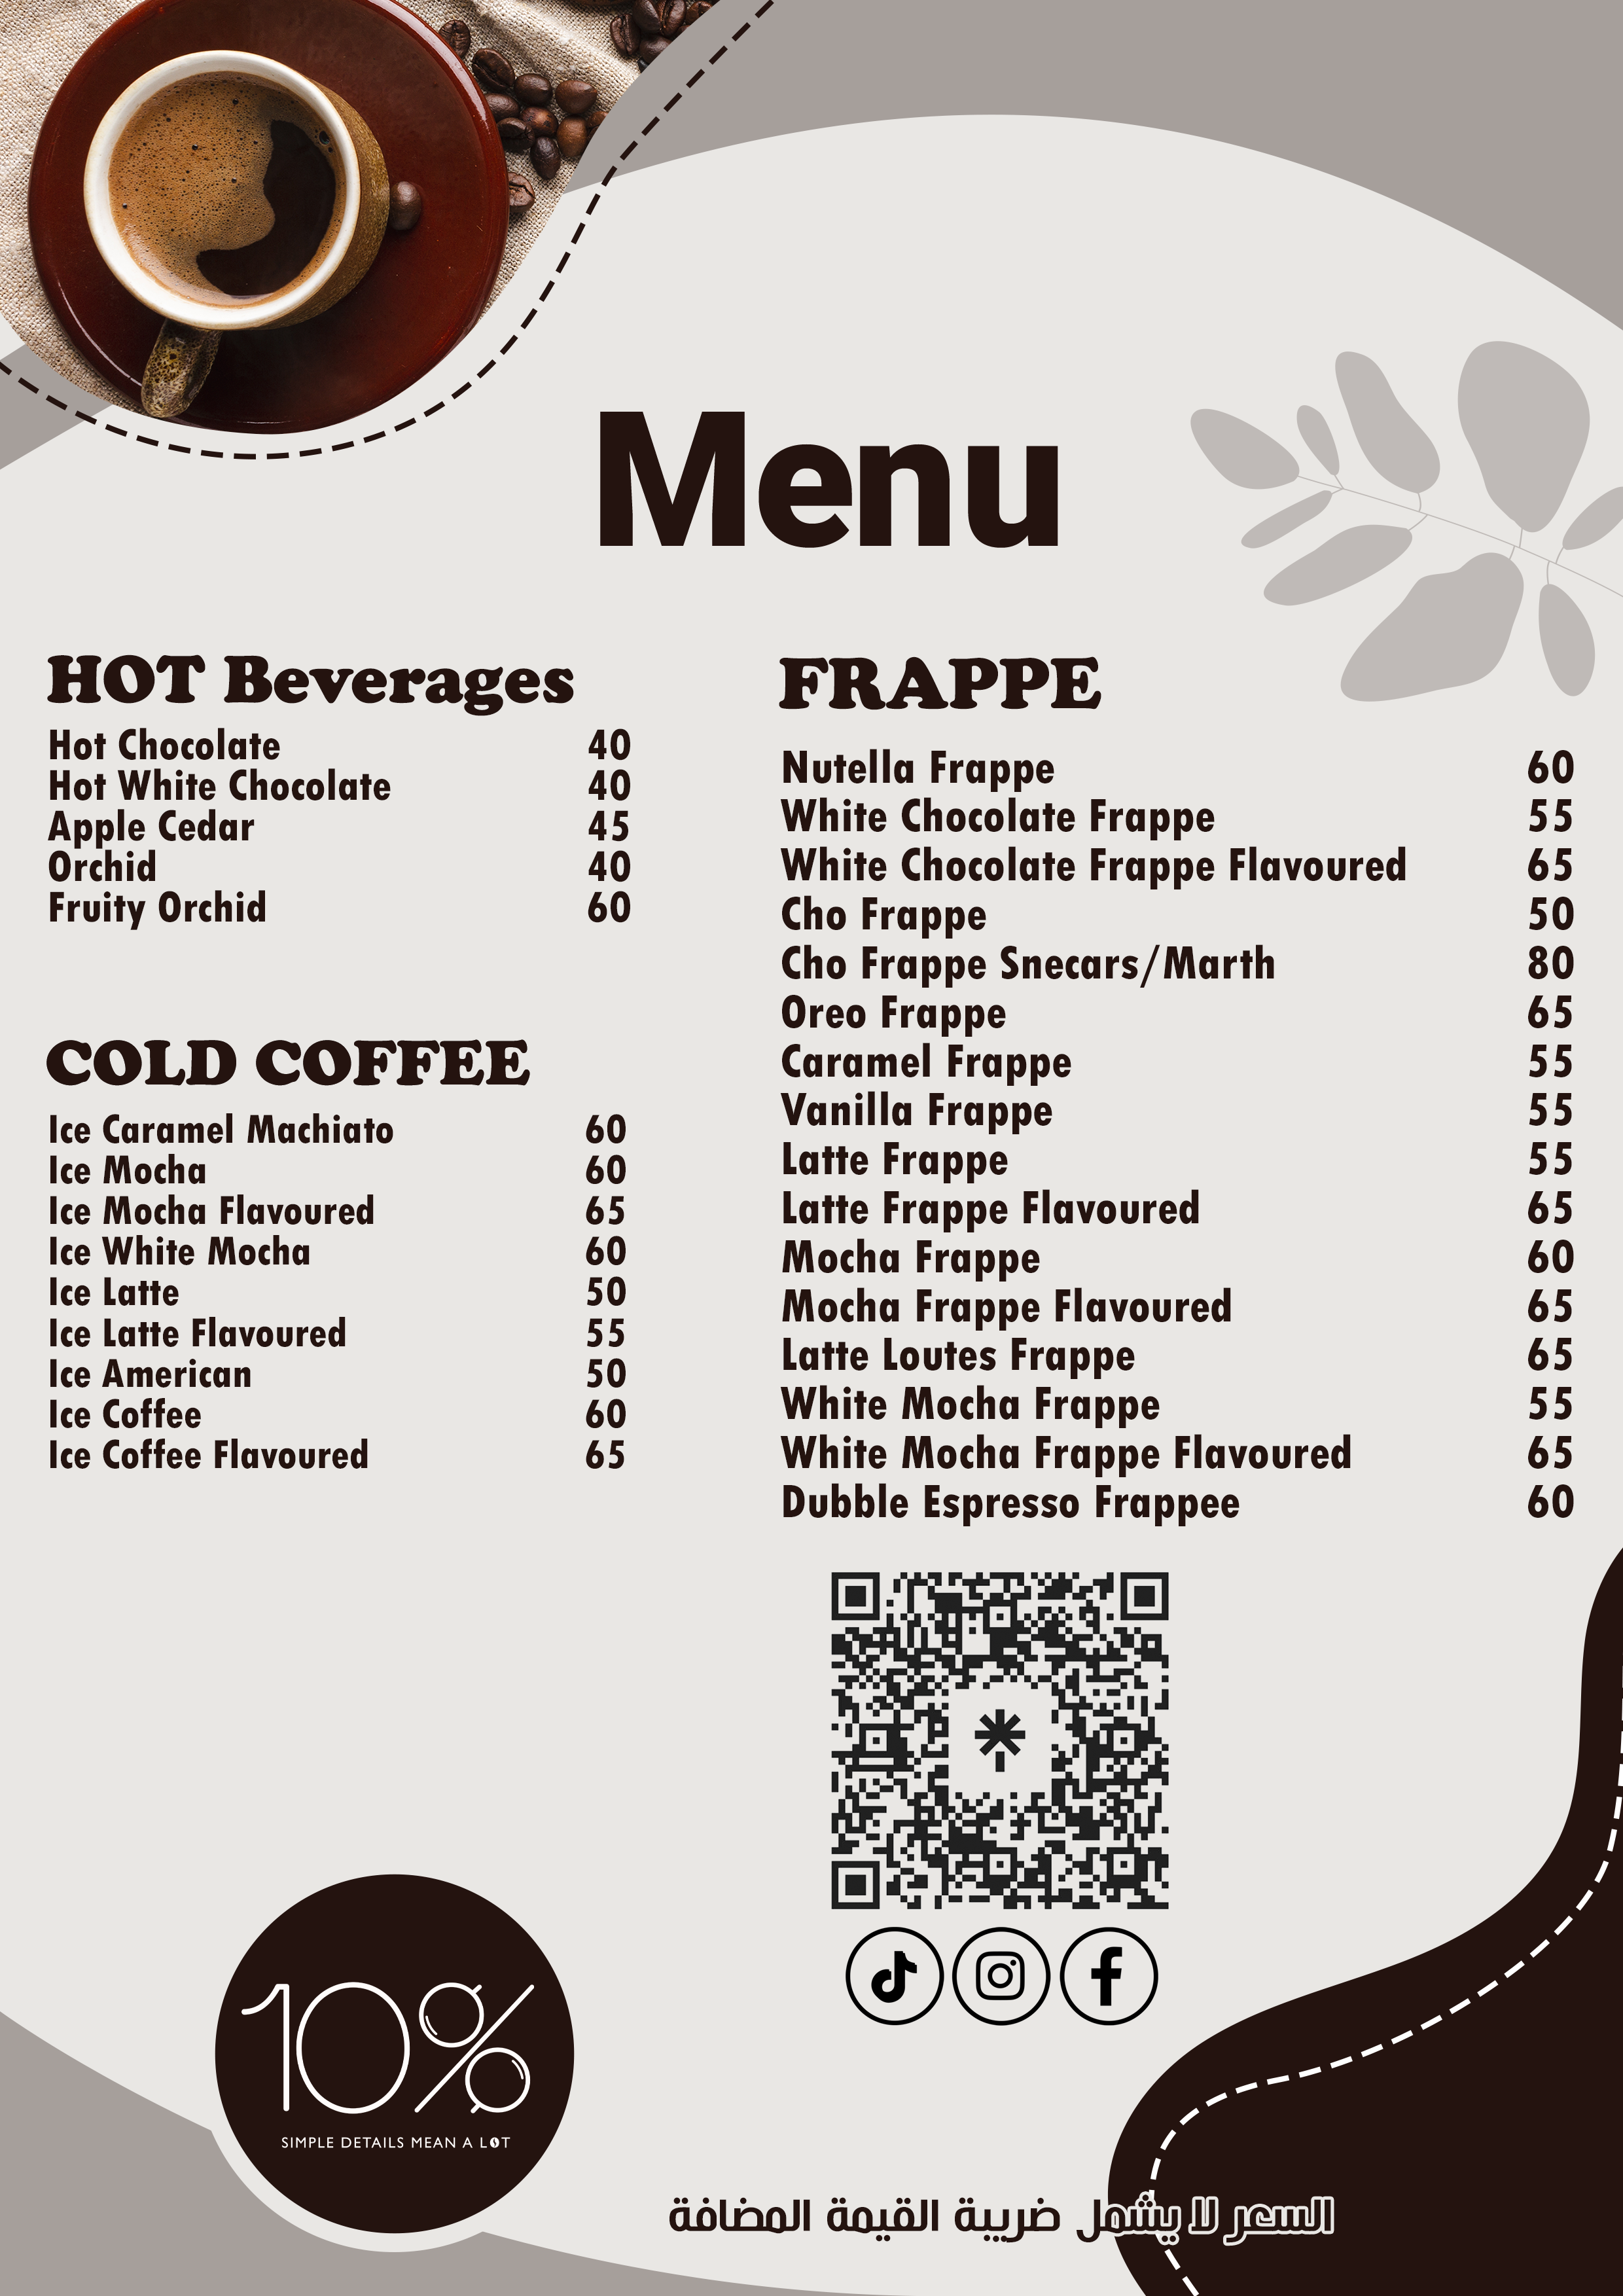 Menu
HOT Beverages
Hot Chocolate 40
Hot White Chocolate 40
Apple Cedar 45
Orchid 40
Fruity Orchid 60
COLD COFFEE
Ice Caramel Machiato 60
Ice Mocha 60
Ice Mocha Flavoured 65
Ice White Mocha 60
Ice Latte 50
Ice Latte Flavoured 55
Ice American 50
Ice Coffee 60
Ice Coffee Flavoured 65
FRAPPE
Nutella Frappe 60
White Chocolate Frappe 55
White Chocolate Frappe Flavoured 65
Cho Frappe 50
Cho Frappe Snecars/Marth 80
Oreo Frappe 65
Caramel Frappe 55
Vanilla Frappe 55
Latte Frappe 55
Latte Frappe Flavoured 65
Mocha Frappe 60
Mocha Frappe Flavoured 65
Latte Loutes Frappe 65
White Mocha Frappe 55
White Mocha Frappe Flavoured 65
Dubble Espresso Frappee 60
10%
SIMPLE DETAILS MEAN A LOT
السعر لا يشمل ضريبة القيمة المضافة